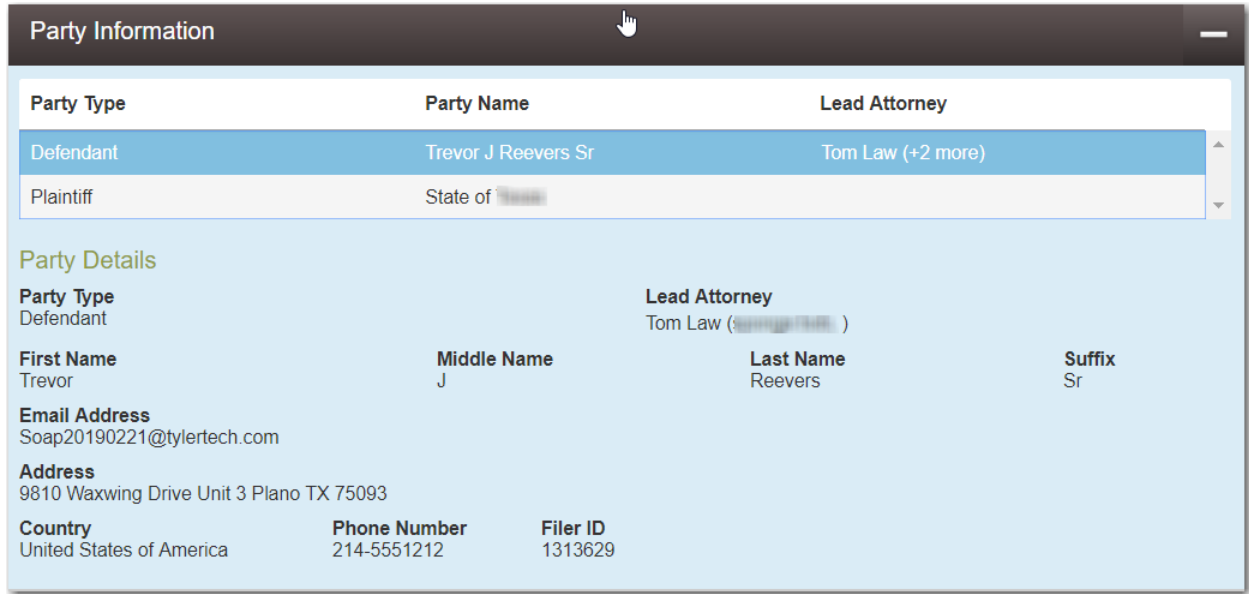 Party Information
Party Type Party Name Lead Attorney
Defendant Trevor J Reevers Sr Tom Law (+2 more)
Plaintiff State of
Party Details
Party Type Lead Attorney
Defendant Tom Law ( )
First Name Middle Name Last Name Suffix
Trevor J Reevers Sr
Email Address
Soap20190221@tylertech.com
Address
9810 Waxwing Drive Unit 3 Plano TX 75093
Country Phone Number Filer ID
United States of America 214-5551212 1313629